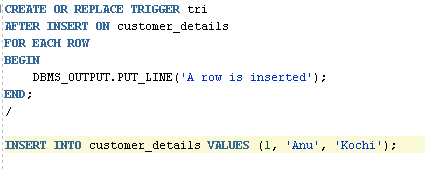 CREATE OR REPLACE TRIGGER tri
AFTER INSERT ON customer_details
FOR EACH ROW
BEGIN
    DBMS_OUTPUT.PUT_LINE('A row is inserted');
END;
/
INSERT INTO customer_details VALUES (1, 'Anu', 'Kochi');